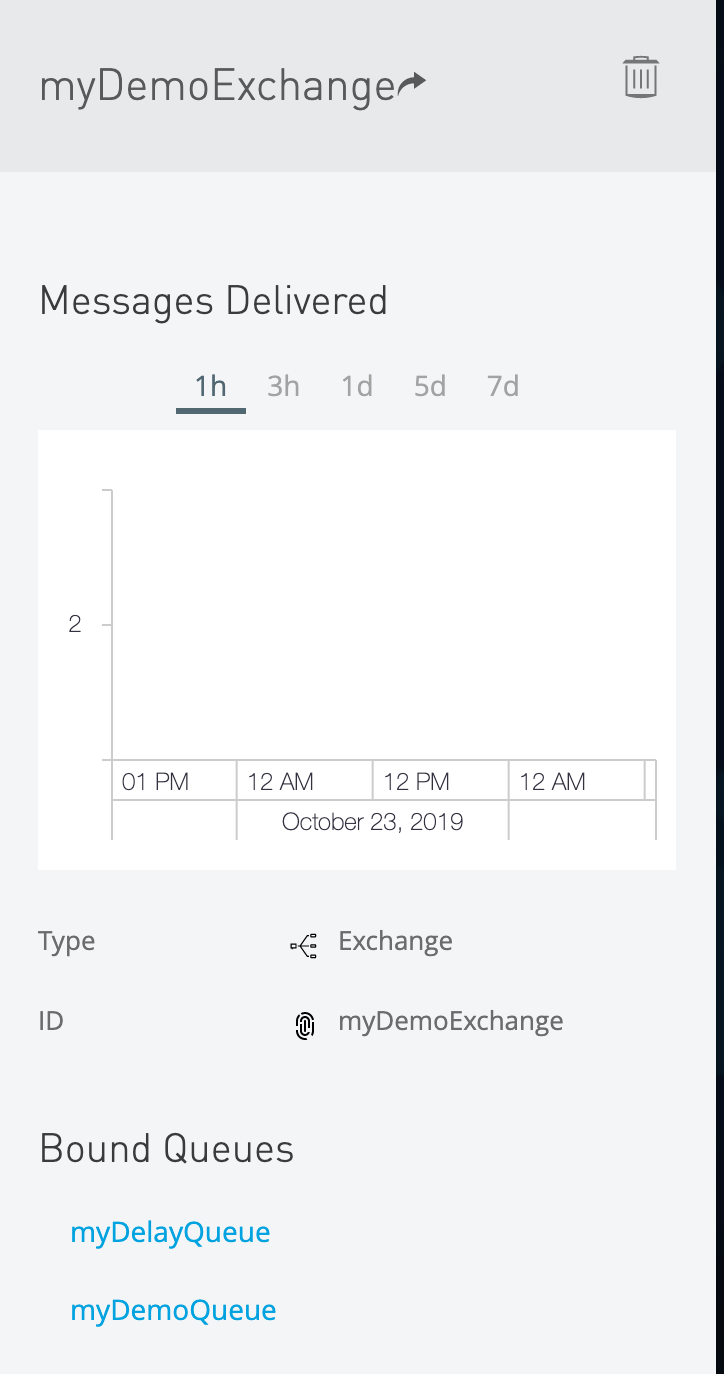 myDemoExchange
Messages Delivered
1h 3h 1d 5d 7d
2
01 PM 12 AM 12 PM 12 AM
October 23, 2019
Type Exchange
ID myDemoExchange
Bound Queues
myDelayQueue
myDemoQueue